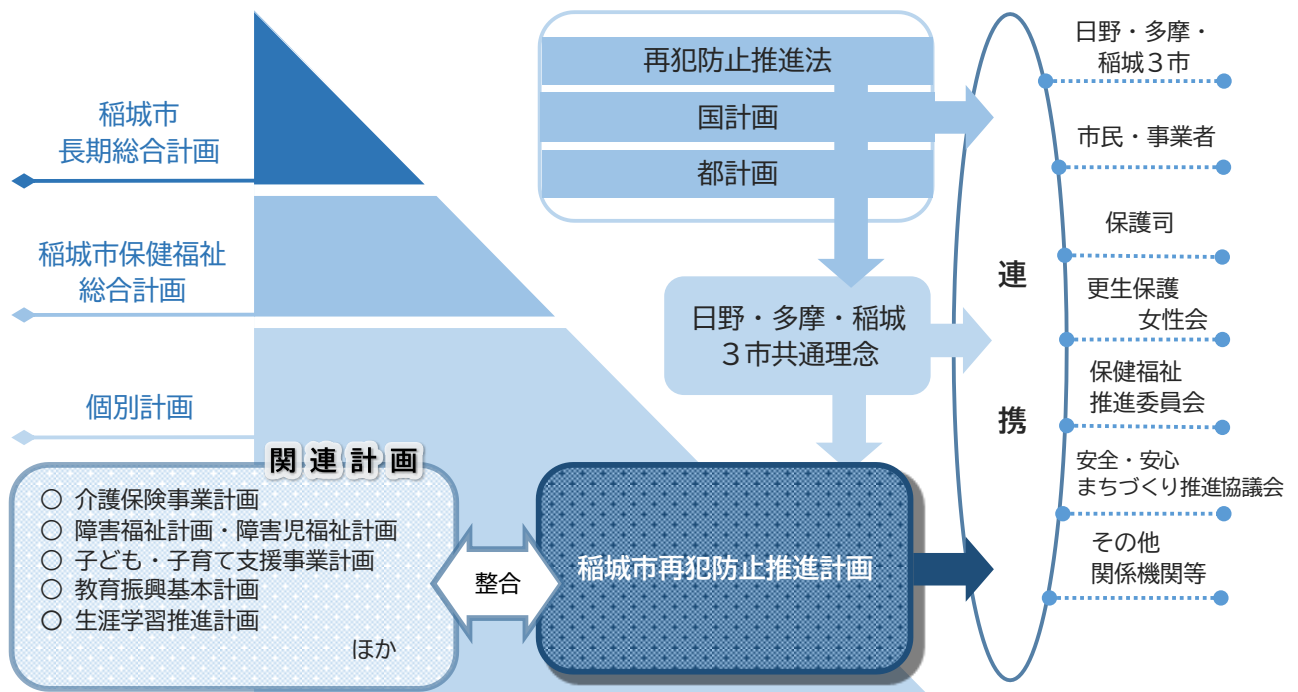 稲城市
長期総合計画
稲城市保健福祉
総合計画
個別計画
関連計画
〇 介護保険事業計画
〇 障害福祉計画・障害児福祉計画
〇 子ども・子育て支援事業計画
〇 教育振興基本計画
〇 生涯学習推進計画
ほか
整合
再犯防止推進法
国計画
都計画
日野・多摩・稲城
３市共通理念
稲城市再犯防止推進計画
連
携
日野・多摩・
稲城３市
市民・事業者
保護司
更生保護
女性会
保健福祉
推進委員会
安全・安心
まちづくり推進協議会
その他
関係機関等